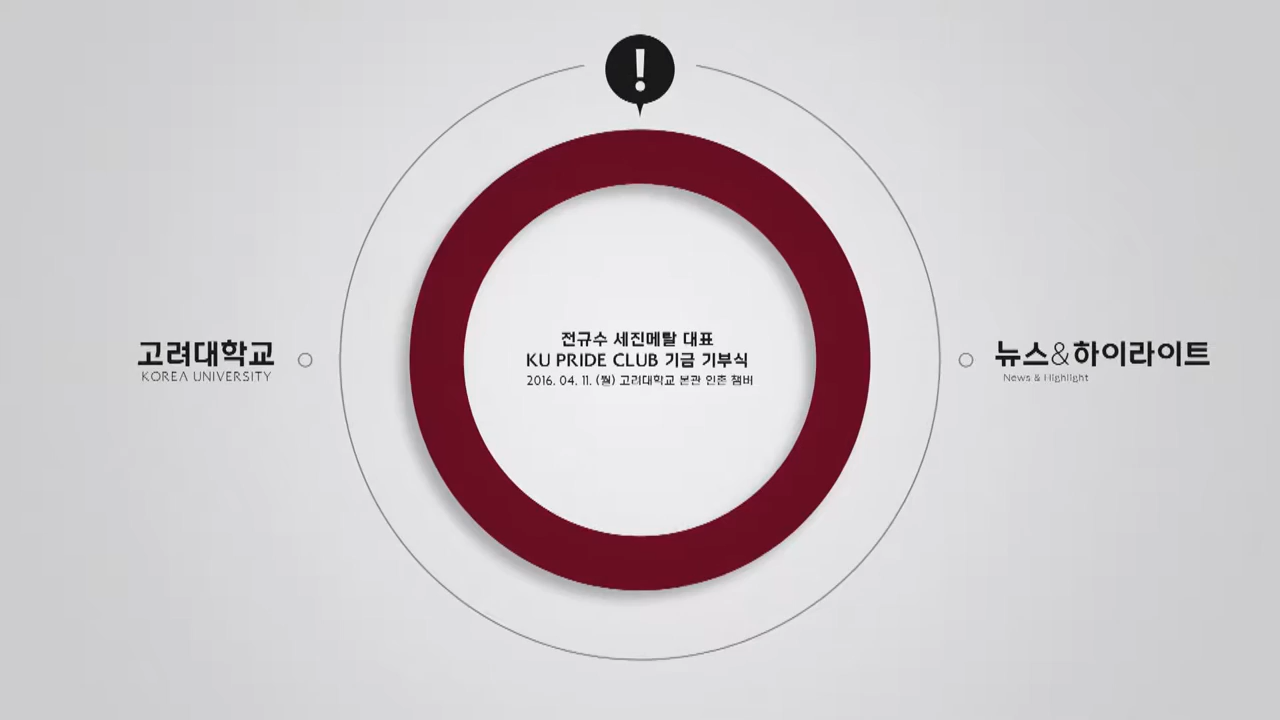 !
고려대학교
KOREA UNIVERSITY
전규수 세진메탈 대표
KU PRIDE CLUB 기금 기부식
2016. 04. 11. (월) 고려대학교 본관 인촌 챔버
뉴스&하이라이트
News & Highlight